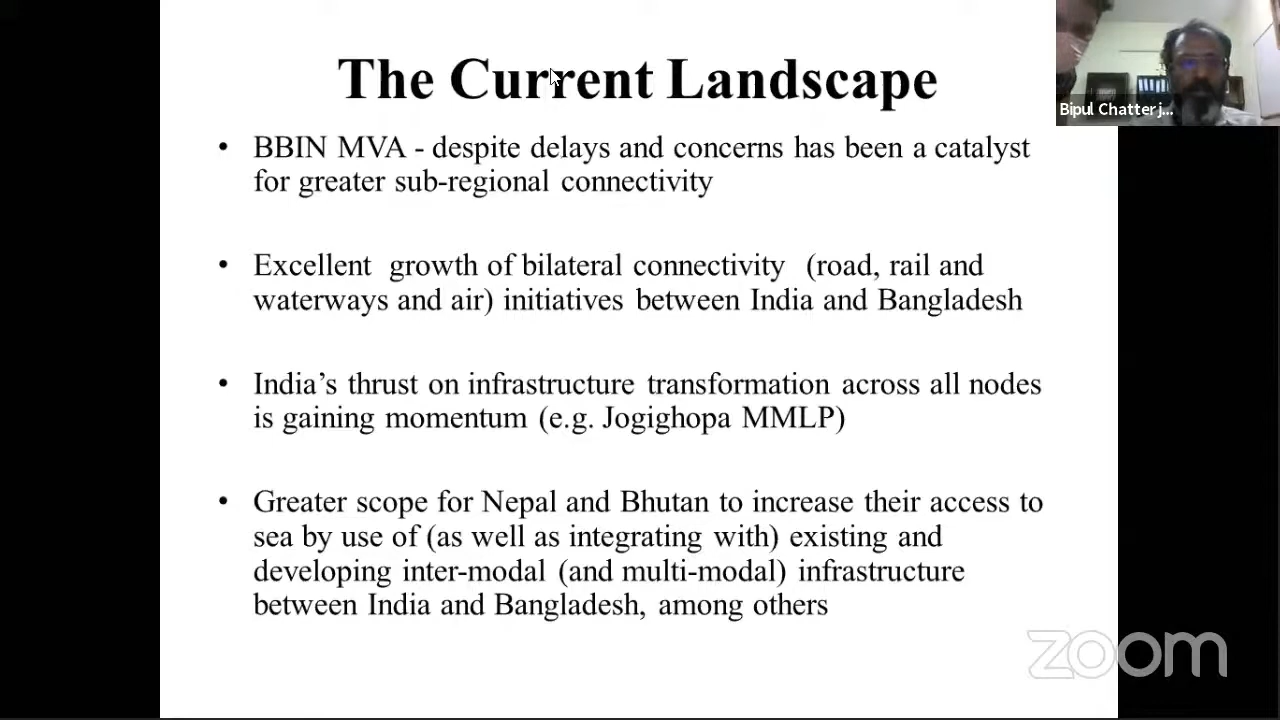 The Current Landscape
Bipul Chatterj...
• BBIN MVA - despite delays and concerns has been a catalyst
for greater sub-regional connectivity
• Excellent growth of bilateral connectivity (road, rail and
waterways and air) initiatives between India and Bangladesh
• India's thrust on infrastructure transformation across all nodes
is gaining momentum (e.g. Jogighopa MMLP)
• Greater scope for Nepal and Bhutan to increase their access to
sea by use of (as well as integrating with) existing and
developing inter-modal (and multi-modal) infrastructure
between India and Bangladesh, among others
zoom